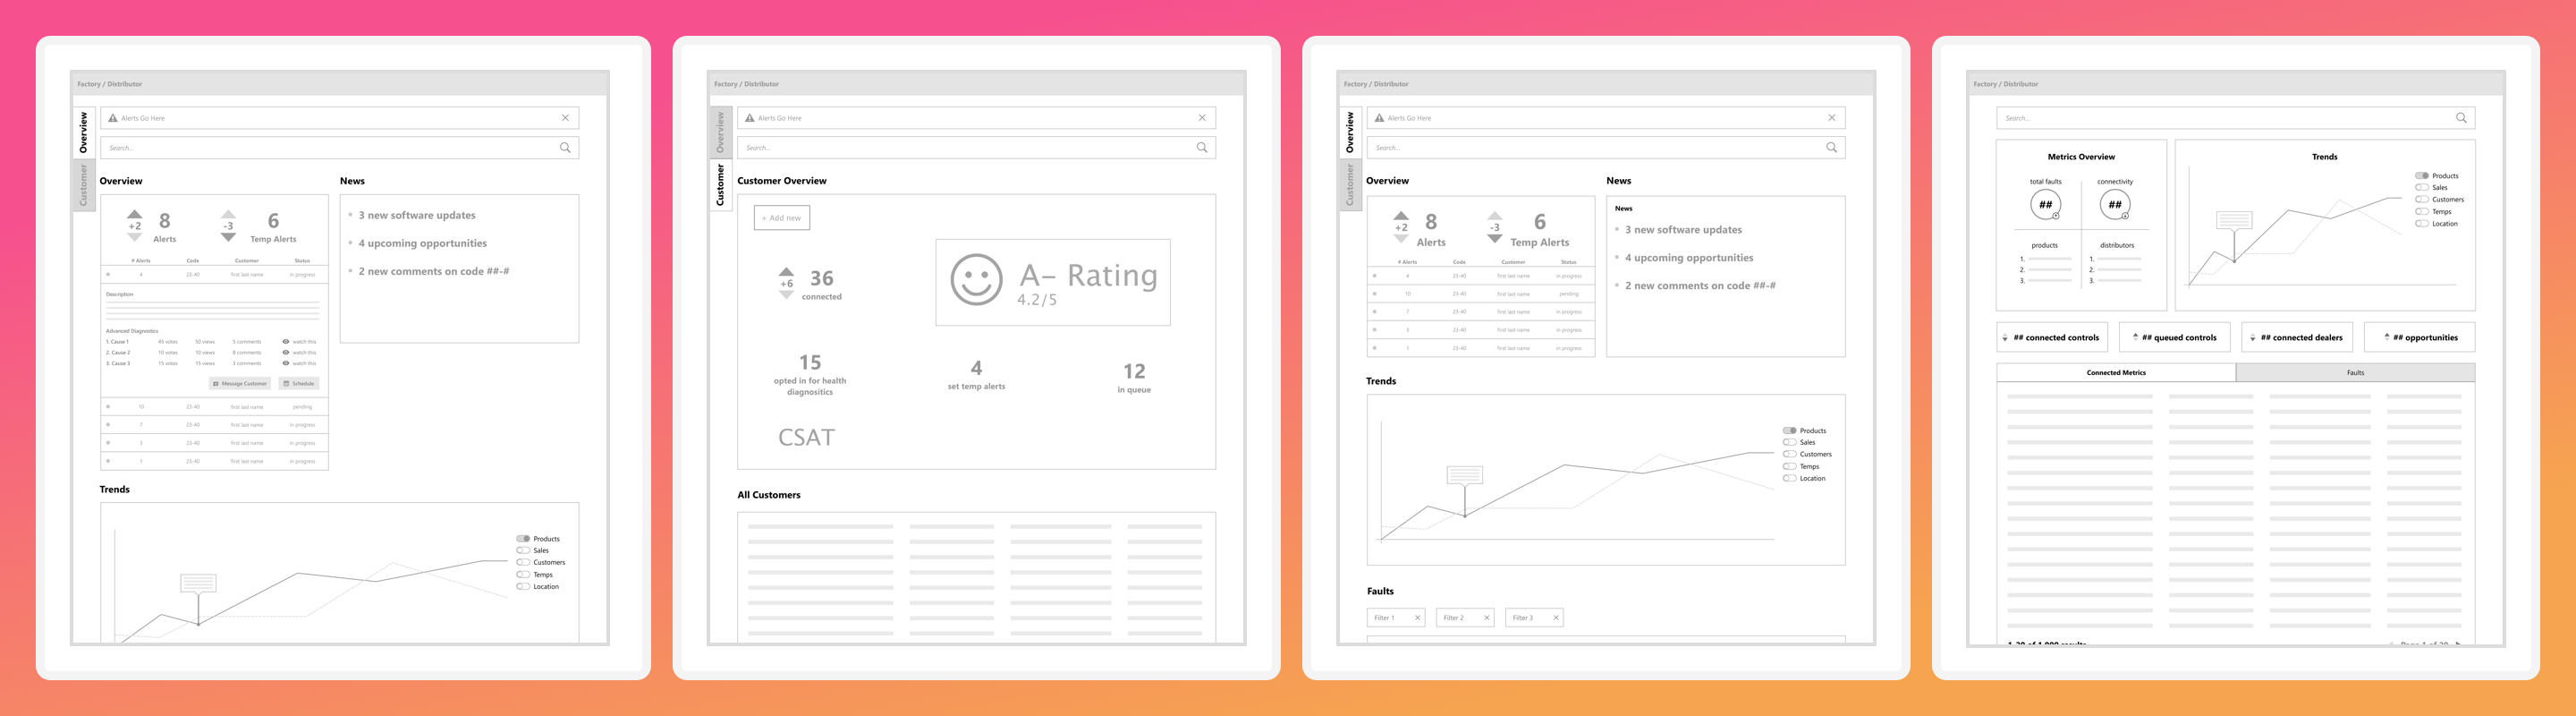 Factory / Distributor
Overview
Customer
Alerts Go Here
Search...
Overview
+2
8
Alerts
-3
6
Temp Alerts
# Alerts Code Customer Status
4 23-40 first last name in progress
Description
Advanced Diagnostics
1. Cause 1 45 votes 50 views 5 comments watch this
2. Cause 2 10 votes 10 views 8 comments watch this
3. Cause 3 15 votes 15 views 3 comments watch this
Message Customer Schedule
10 23-40 first last name pending
7 23-40 first last name in progress
3 23-40 first last name in progress
1 23-40 first last name in progress
News
3 new software updates
4 upcoming opportunities
2 new comments on code ##-#
Trends
Products
Sales
Customers
Temps
Location
Factory / Distributor
Overview
Customer
Alerts Go Here
Search...
Customer Overview
+ Add new
+6
36
connected
A- Rating
4.2/5
15
opted in for health
diagnositics
4
set temp alerts
12
in queue
CSAT
All Customers
Factory / Distributor
Overview
Customer
Alerts Go Here
Search...
Overview
+2
8
Alerts
-3
6
Temp Alerts
# Alerts Code Customer Status
4 23-40 first last name in progress
10 23-40 first last name pending
7 23-40 first last name in progress
3 23-40 first last name in progress
1 23-40 first last name in progress
News
News
3 new software updates
4 upcoming opportunities
2 new comments on code ##-#
Trends
Products
Sales
Customers
Temps
Location
Faults
Filter 1
Filter 2
Filter 3
Factory / Distributor
Search...
Metrics Overview
total faults
##
connectivity
##
products
1.
2.
3.
distributors
1.
2.
3.
Trends
Products
Sales
Customers
Temps
Location
## connected controls
## queued controls
## connected dealers
## opportunities
Connected Metrics
Faults
1-20 of 1,000 results
Page 1 of 20